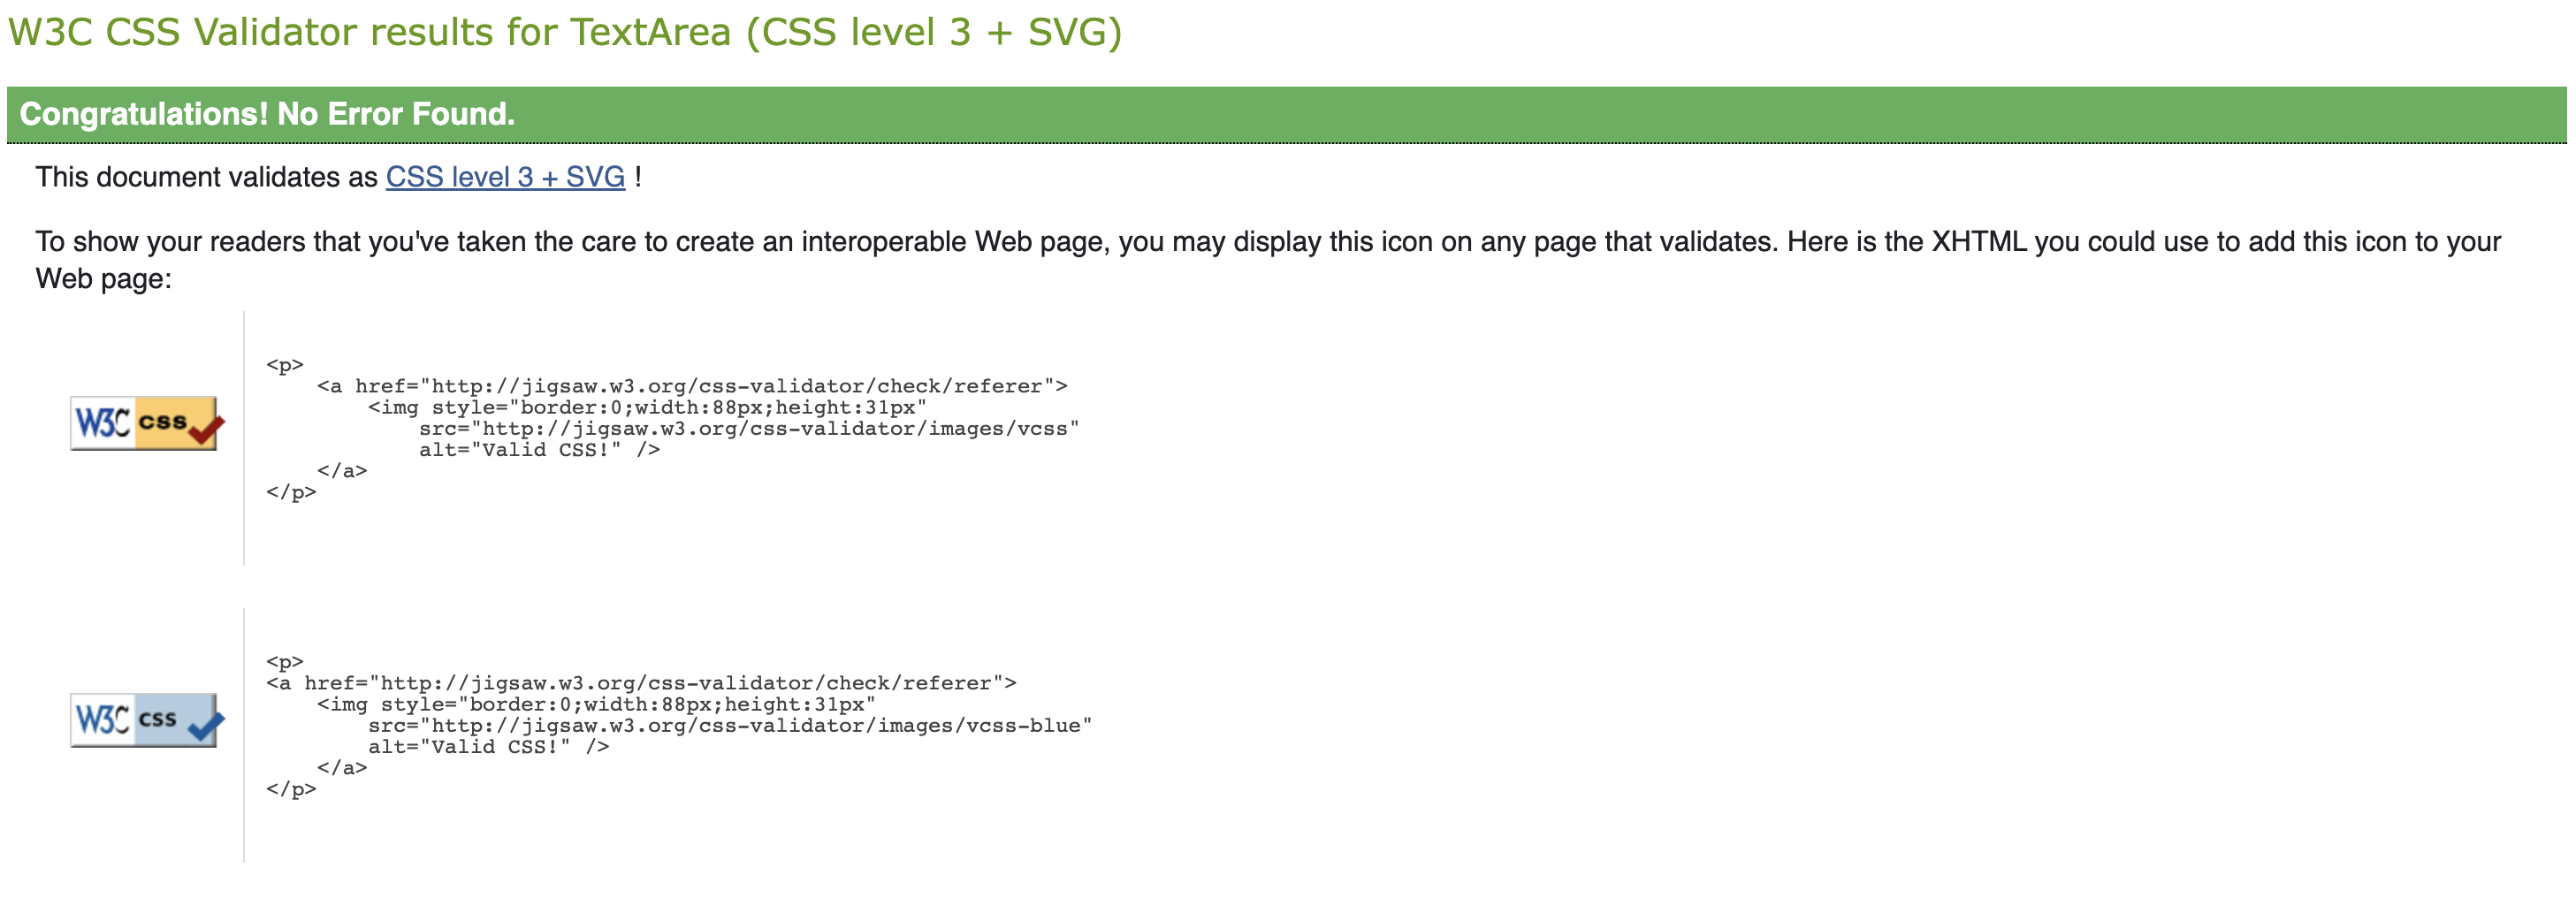 W3C CSS Validator results for TextArea (CSS level 3 + SVG)
Congratulations! No Error Found.
This document validates as CSS level 3 + SVG !
To show your readers that you've taken the care to create an interoperable Web page, you may display this icon on any page that validates. Here is the XHTML you could use to add this icon to your
Web page:
W3C css
<p>
    <a href="http://jigsaw.w3.org/css-validator/check/referer">
        <img style="border:0;width:88px;height:31px"
            src="http://jigsaw.w3.org/css-validator/images/vcss"
            alt="Valid CSS!" />
    </a>
</p>
W3C css
<p>
<a href="http://jigsaw.w3.org/css-validator/check/referer">
    <img style="border:0;width:88px;height:31px"
        src="http://jigsaw.w3.org/css-validator/images/vcss-blue"
        alt="Valid CSS!" />
    </a>
</p>